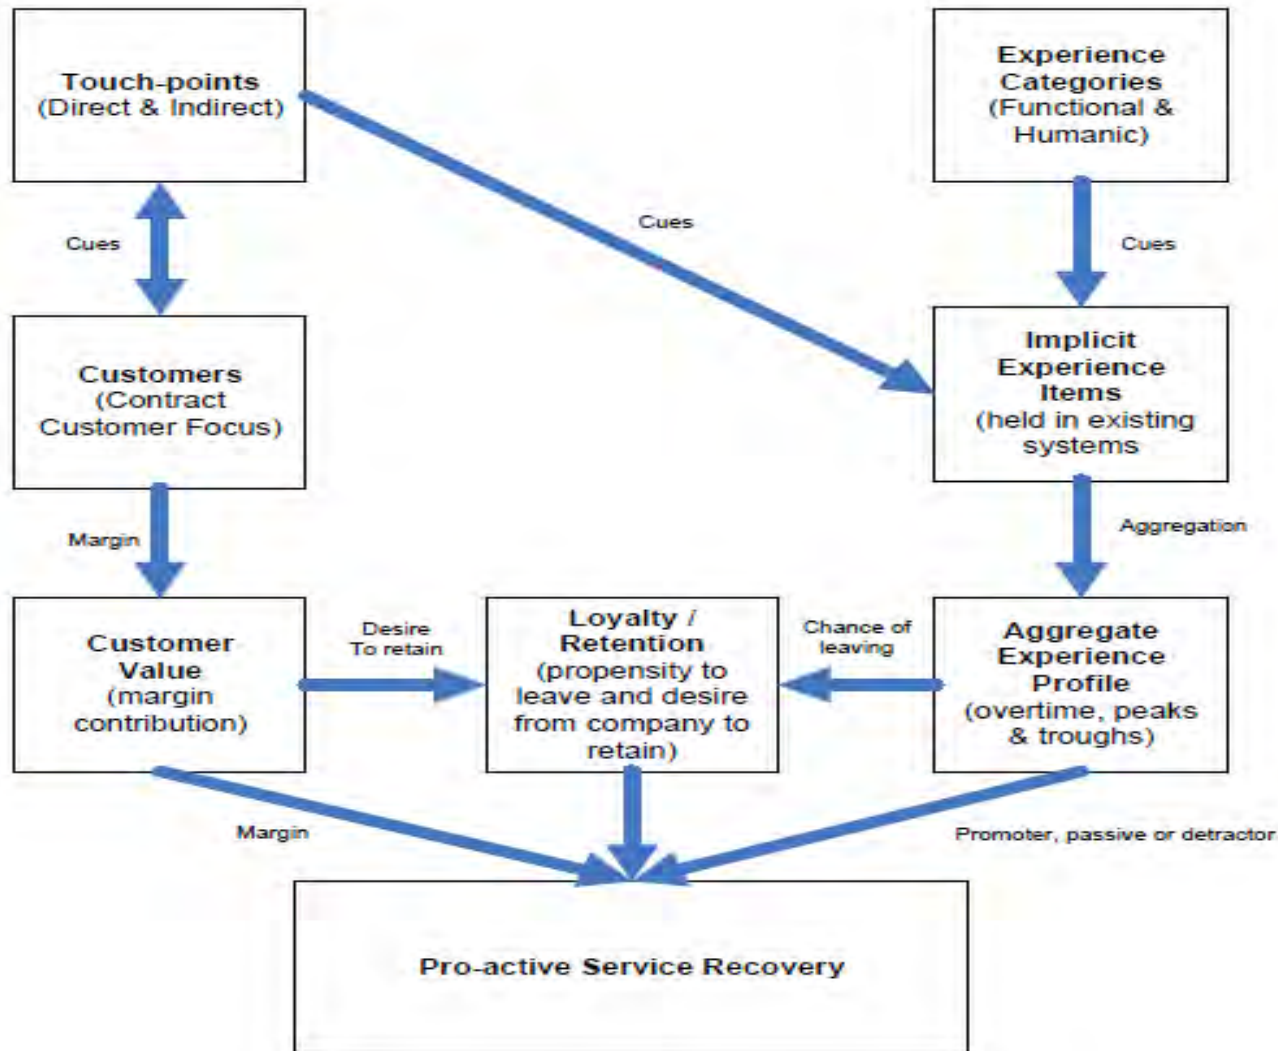 Touch-points
(Direct & Indirect)
Experience
Categories
(Functional &
Humanic)
Cues
Cues
Cues
Customers
(Contract
Customer Focus)
Implicit
Experience
Items
(held in existing
systems
Margin
Aggregation
Customer
Value
(margin
contribution)
Desire
To retain
Loyalty /
Retention
(propensity to
leave and desire
from company to
retain)
Chance of
leaving
Aggregate
Experience
Profile
(overtime, peaks
& troughs)
Margin
Promoter, passive or detractor
Pro-active Service Recovery